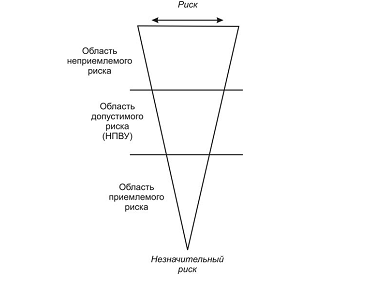 Риск
Область
неприемлемого
риска
Область
допустимого
риска
(НПВУ)
Область
приемлемого
риска
Незначительный
риск